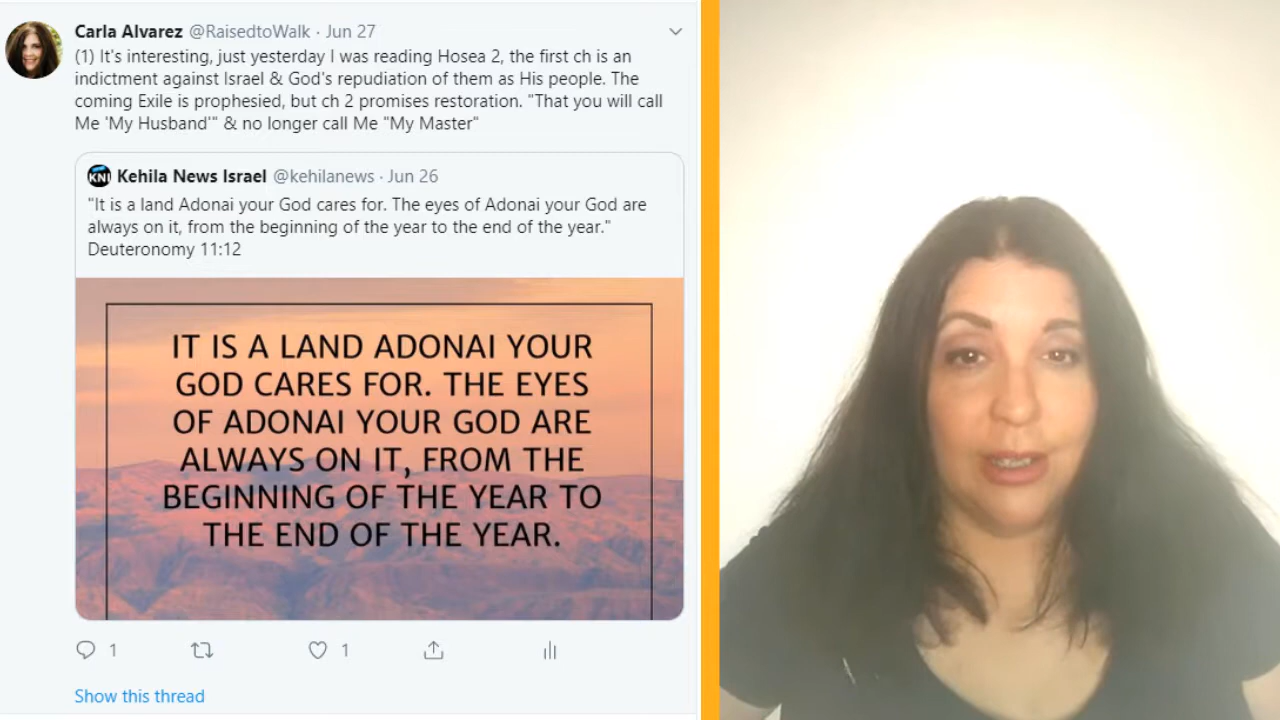 Carla Alvarez @RaisedtoWalk · Jun 27
(1) It's interesting, just yesterday I was reading Hosea 2, the first ch is an
indictment against Israel & God's repudiation of them as His people. The
coming Exile is prophesied, but ch 2 promises restoration. "That you will call
Me 'My Husband'" & no longer call Me "My Master"
KNI Kehila News Israel @kehilanews · Jun 26
"It is a land Adonai your God cares for. The eyes of Adonai your God are
always on it, from the beginning of the year to the end of the year."
Deuteronomy 11:12
IT IS A LAND ADONAI YOUR
GOD CARES FOR. THE EYES
OF ADONAI YOUR GOD ARE
ALWAYS ON IT, FROM THE
BEGINNING OF THE YEAR TO
THE END OF THE YEAR.
1 1
Show this thread